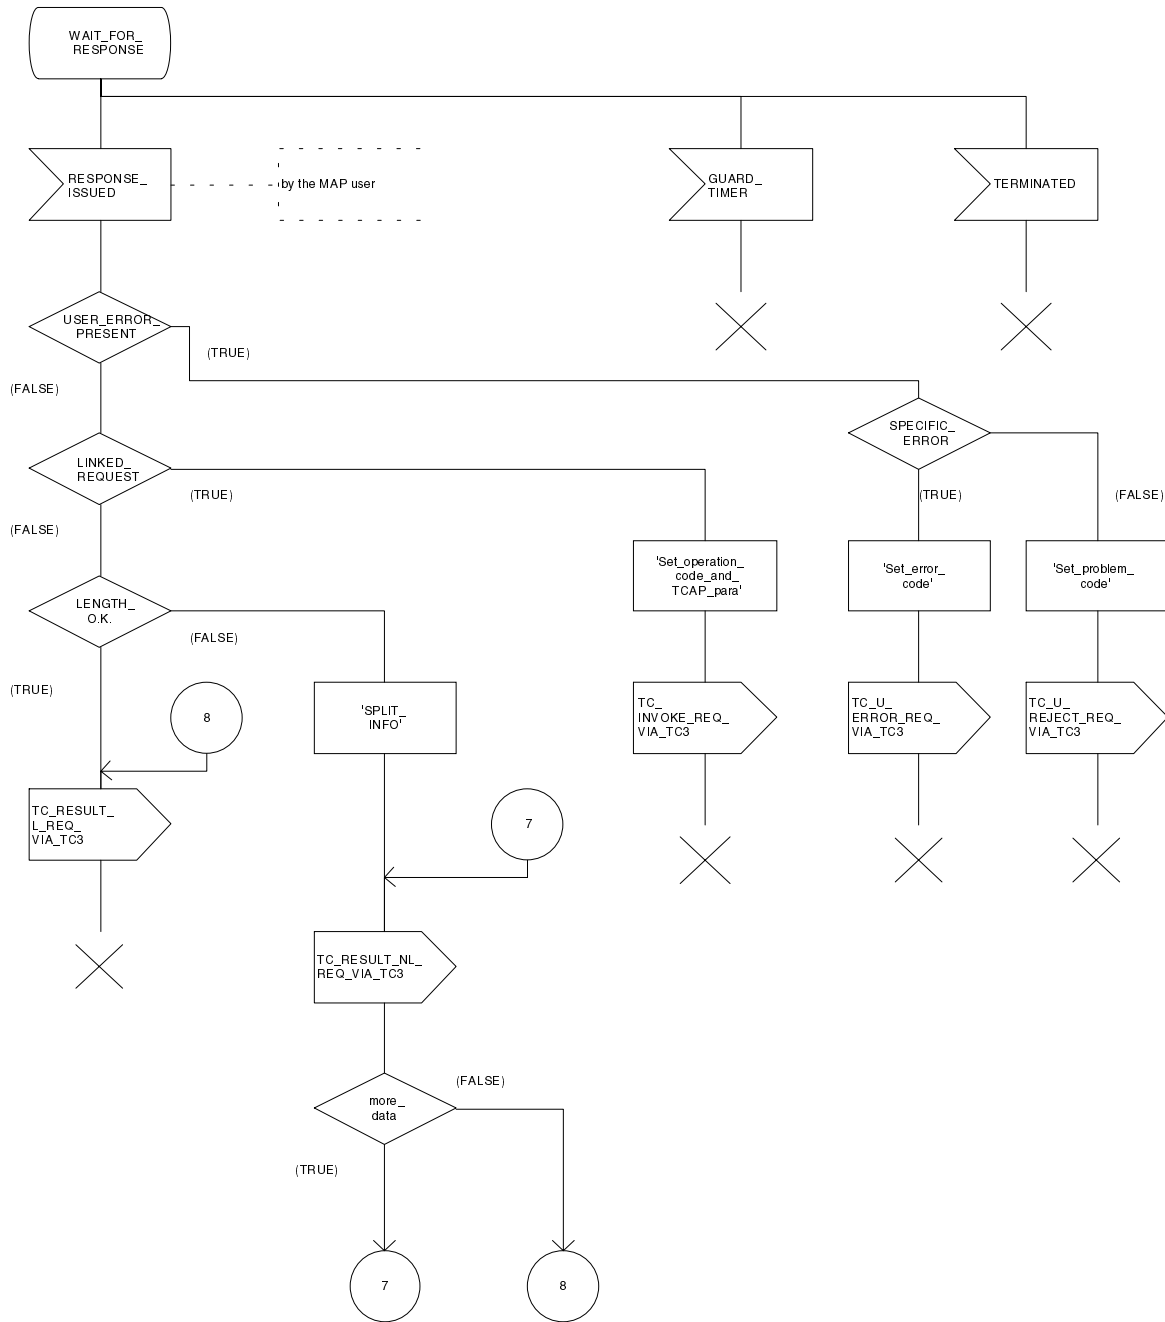 WAIT_FOR_
RESPONSE
RESPONSE_
ISSUED
by the MAP user
GUARD_
TIMER
TERMINATED
USER_ERROR_
PRESENT
(TRUE)
(FALSE)
SPECIFIC_
ERROR
LINKED_
REQUEST
(TRUE)
(TRUE)
(FALSE)
(FALSE)
'Set_operation_
code_and_
TCAP_para'
'Set_error_
code'
'Set_problem_
code'
LENGTH_
O.K.
(FALSE)
(TRUE)
8
'SPLIT_
INFO'
TC_
INVOKE_REQ_
VIA_TC3
TC_U_
ERROR_REQ_
VIA_TC3
TC_U_
REJECT_REQ_
VIA_TC3
TC_RESULT_
L_REQ_
VIA_TC3
7
TC_RESULT_NL_
REQ_VIA_TC3
(FALSE)
more_
data
(TRUE)
7
8